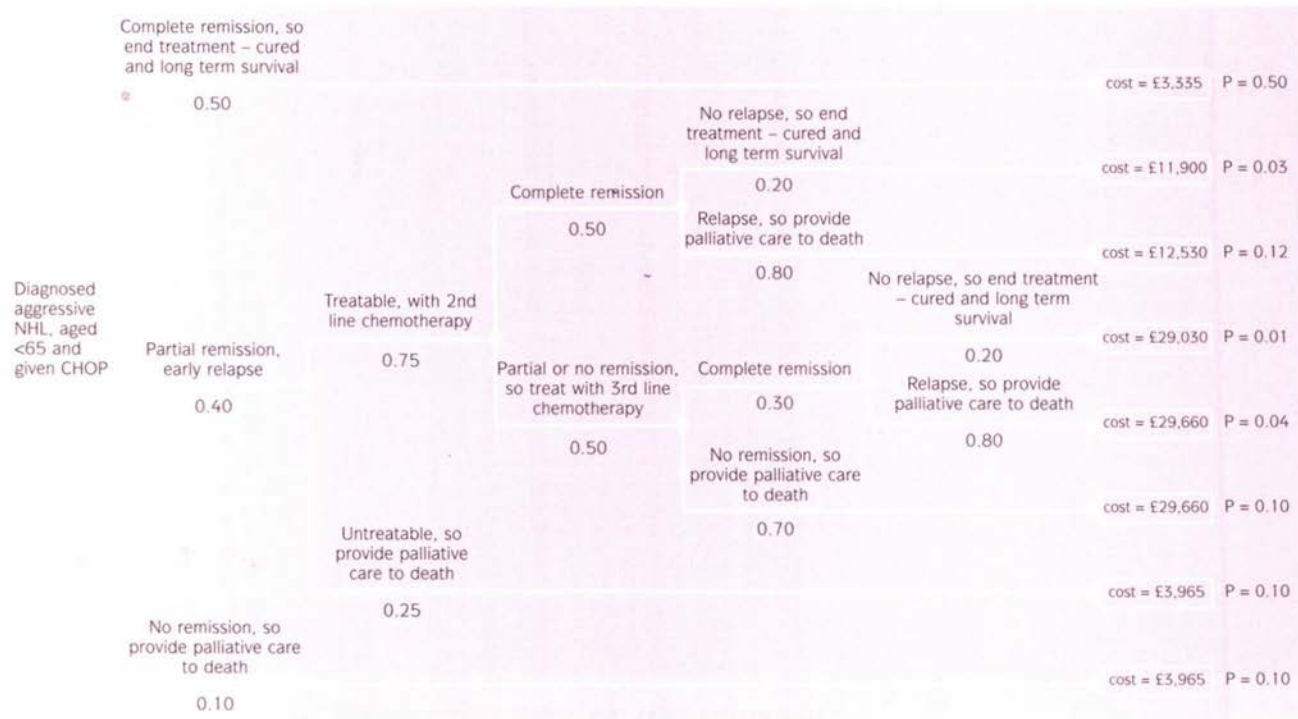 Complete remission, so
end treatment – cured
and long term survival
0.50
cost = £3,335 P = 0.50
No relapse, so end
treatment – cured and
long term survival
0.20
cost = £11,900 P = 0.03
Complete remission
0.50
Relapse, so provide
palliative care to death
0.80
cost = £12,530 P = 0.12
Diagnosed
aggressive
NHL, aged
<65 and
given CHOP
Partial remission,
early relapse
0.40
Treatable, with 2nd
line chemotherapy
0.75
No relapse, so end treatment
– cured and long term
survival
0.20
cost = £29,030 P = 0.01
Partial or no remission,
so treat with 3rd line
chemotherapy
0.50
Complete remission
0.30
Relapse, so provide
palliative care to death
0.80
cost = £29,660 P = 0.04
No remission, so
provide palliative care
to death
0.70
cost = £29,660 P = 0.10
Untreatable, so
provide palliative
care to death
0.25
cost = £3,965 P = 0.10
No remission, so
provide palliative care
to death
0.10
cost = £3,965 P = 0.10